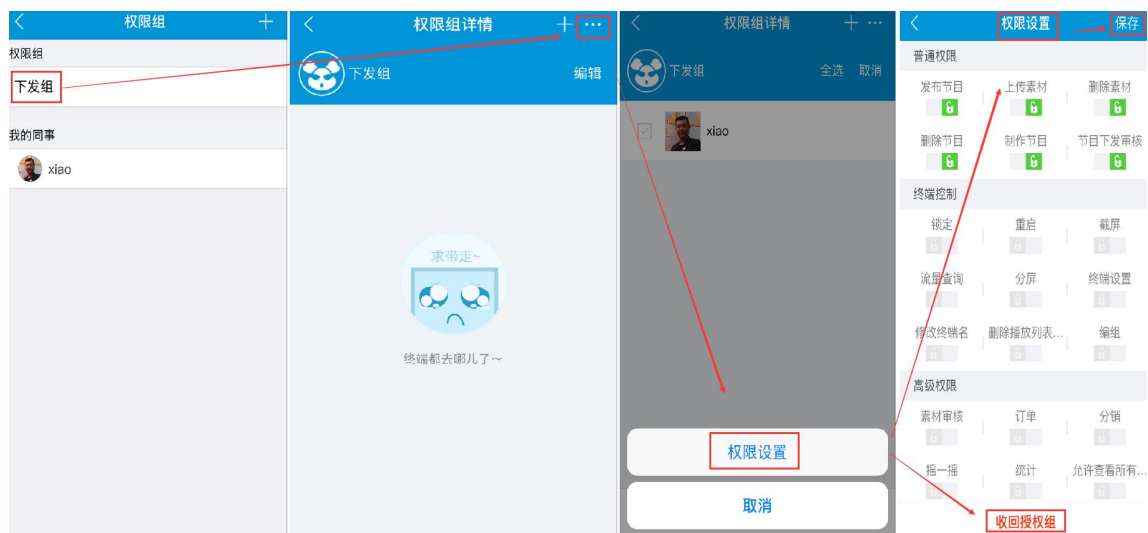 权限组
权限组
下发组
我的同事
xiao
权限组详情
下发组
编辑
求带走~
终端都去哪儿了~
权限组详情
下发组
全选 取消
xiao
权限设置
取消
权限设置
保存
普通权限
发布节目 上传素材 删除素材
删除节目 制作节目 节目下发审核
终端控制
锁定 重启 截屏
流量查询 分屏 终端设置
修改终端名 删除播放列表... 编组
高级权限
素材审核 订单 分销
摇一摇 统计 允许查看所有...
收回授权组